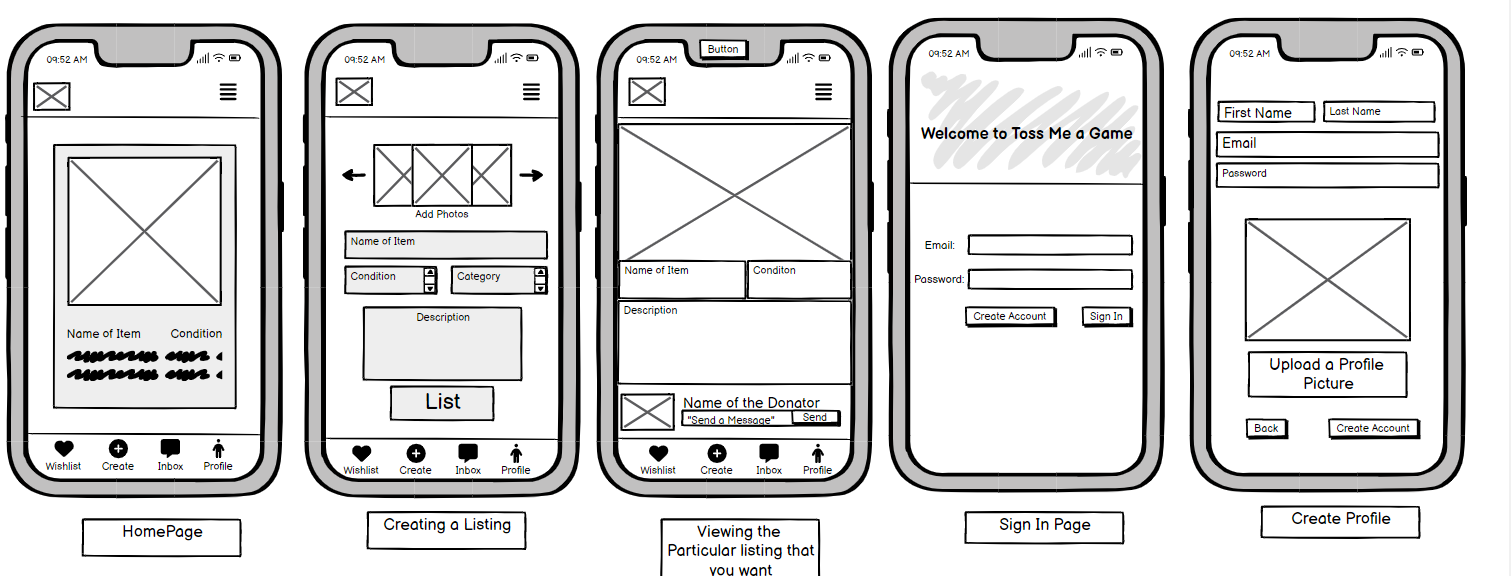 09:52 AM
Name of Item Condition
Wishlist Create Inbox Profile
HomePage
09:52 AM
Add Photos
Name of Item
Condition Category
Description
List
Wishlist Create Inbox Profile
Creating a Listing
Button
09:52 AM
Name of Item Conditon
Description
Name of the Donator
"Send a Message" Send
Wishlist Create Inbox Profile
Viewing the
Particular listing that
you want
09:52 AM
Welcome to Toss Me a Game
Email:
Password:
Create Account Sign In
Sign In Page
09:52 AM
First Name Last Name
Email
Password
Upload a Profile
Picture
Back Create Account
Create Profile